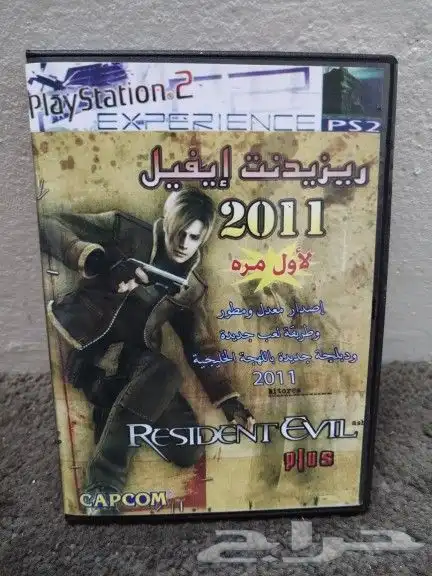 PlayStation 2
EXPERIENCE PS2
ريزيدنت إيفيل
2011
لأول مره
إصدار معدل ومطور
وطريقة لعب جديدة
ودبلجة جديدة باللهجة الخليجية
2011
RESIDENT EVIL
plus
CAPCOM
حراج